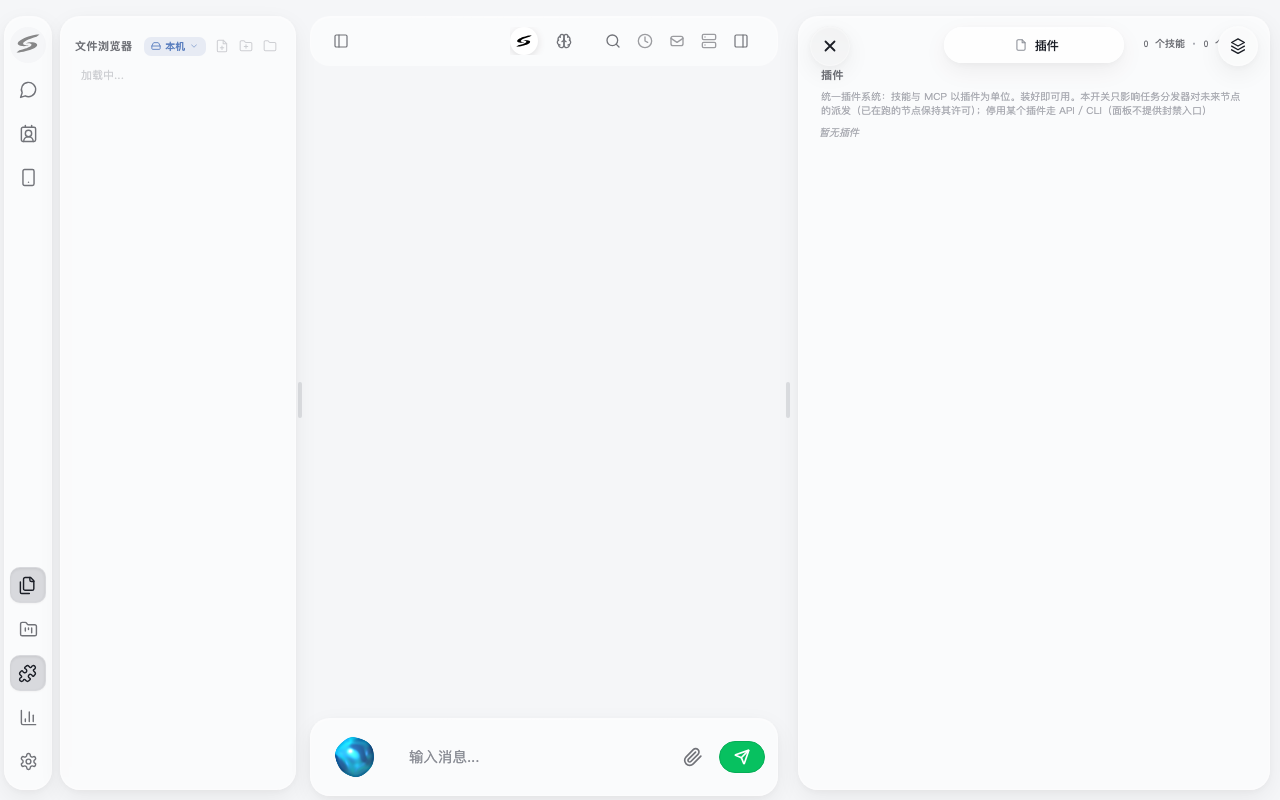 文件浏览器
本机
加载中...
输入消息...
插件
0 个技能 · 0
插件
统一插件系统：技能与 MCP 以插件为单位。装好即可用。本开关只影响任务分发器对未来节点
的派发（已在跑的节点保持其许可）；停用某个插件走 API / CLI（面板不提供封禁入口）
暂无插件